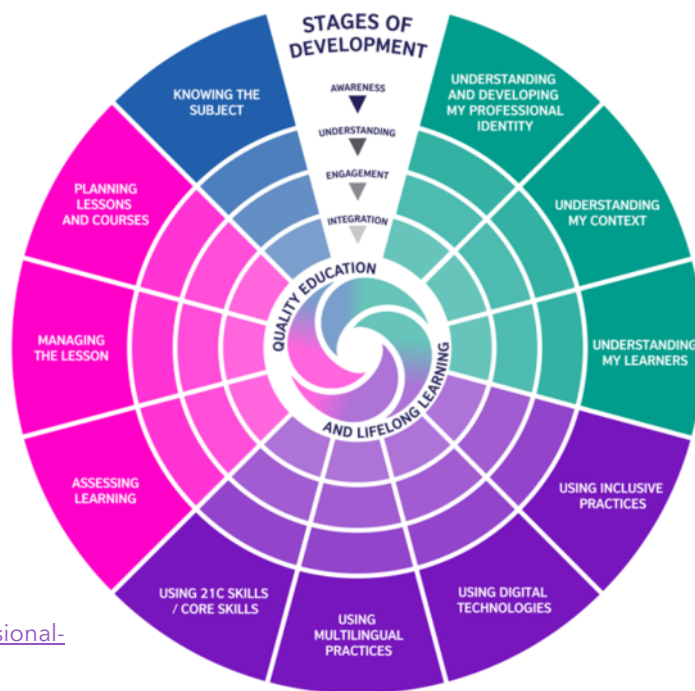 STAGES OF
DEVELOPMENT
AWARENESS
UNDERSTANDING
ENGAGEMENT
INTEGRATION
UNDERSTANDING
AND DEVELOPING
MY PROFESSIONAL
IDENTITY
UNDERSTANDING
MY CONTEXT
UNDERSTANDING
MY LEARNERS
USING INCLUSIVE
PRACTICES
USING DIGITAL
TECHNOLOGIES
USING
MULTILINGUAL
PRACTICES
USING 21C SKILLS
/ CORE SKILLS
ASSESSING
LEARNING
MANAGING
THE LESSON
PLANNING
LESSONS
AND COURSES
KNOWING THE
SUBJECT
QUALITY EDUCATION
AND LIFELONG LEARNING
sional-